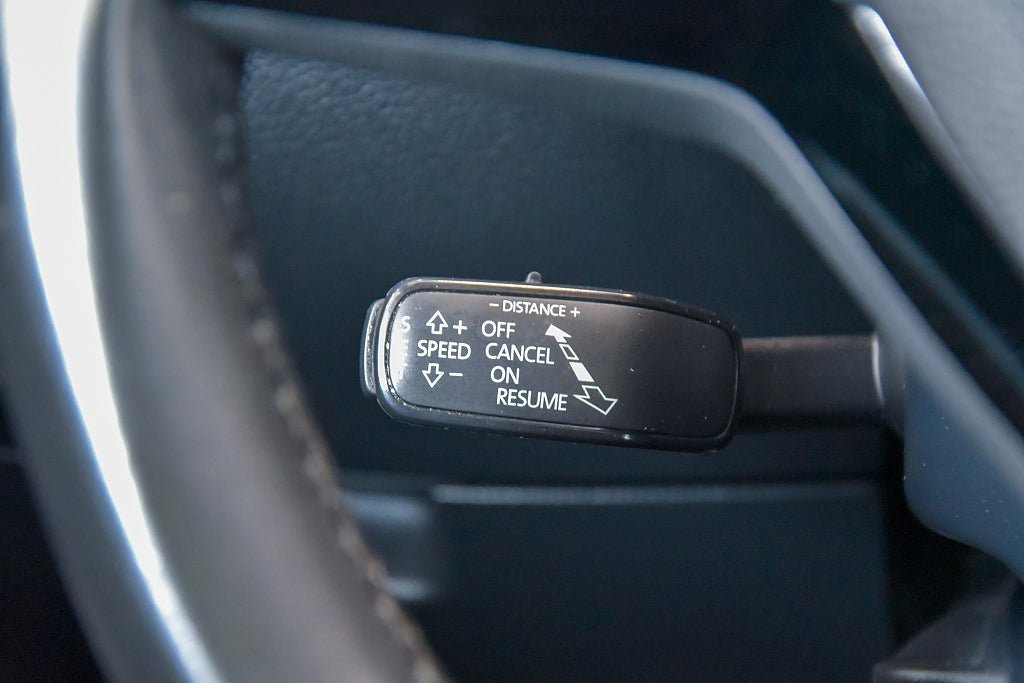 - DISTANCE +
S + OFF
SPEED CANCEL
- ON
RESUME